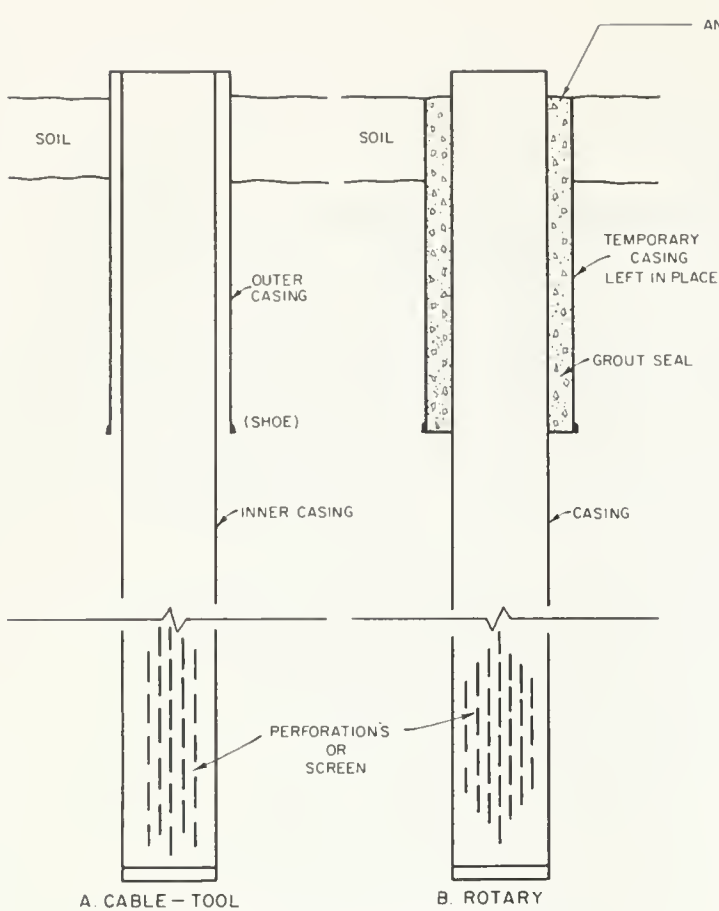 AN
SOIL
SOIL
OUTER
CASING
TEMPORARY
CASING
LEFT IN PLACE
GROUT SEAL
(SHOE)
INNER CASING
CASING
PERFORATIONS
OR
SCREEN
A. CABLE-TOOL
B. ROTARY